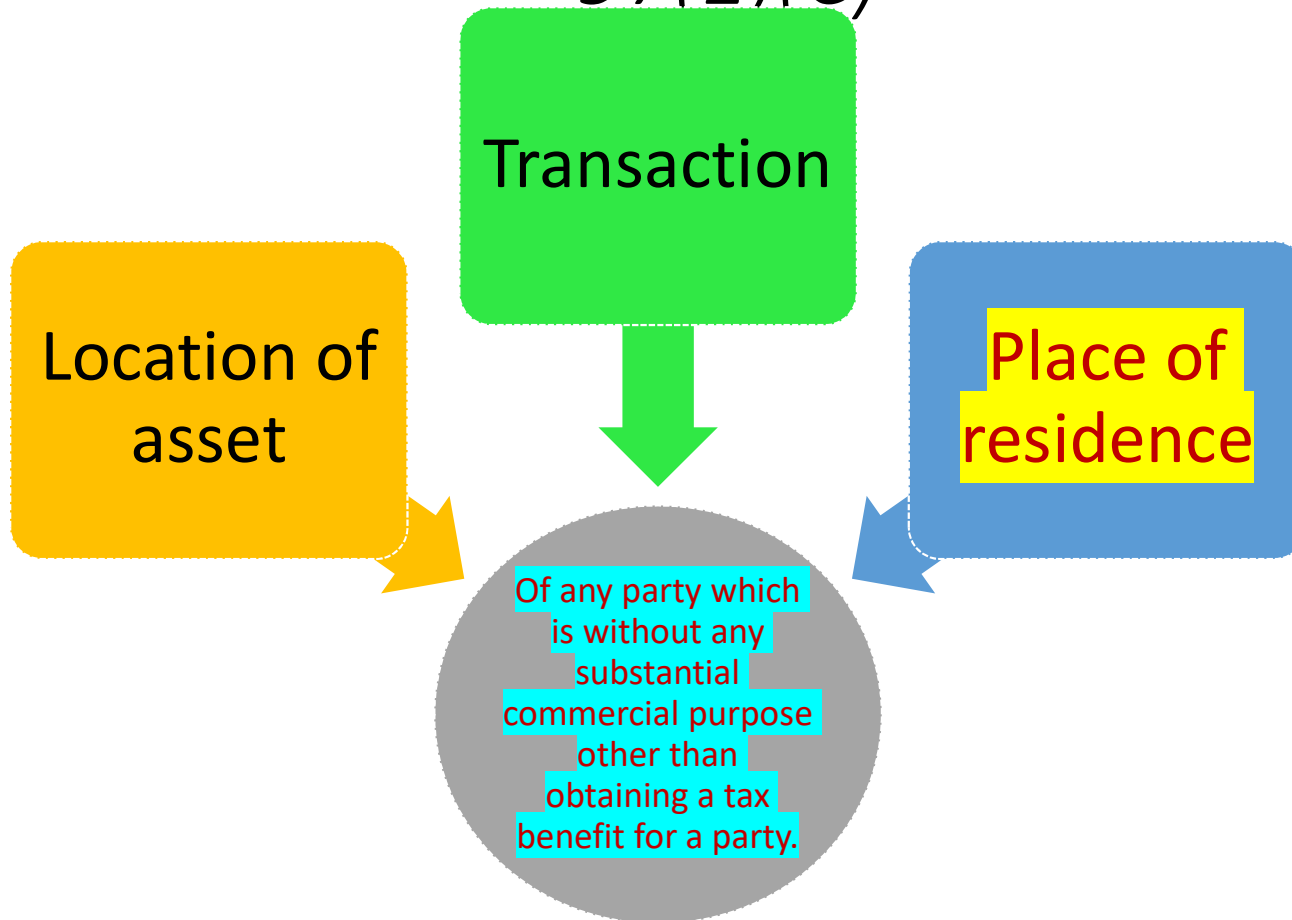 Transaction
Location of
asset
Place of
residence
Of any party which
is without any
substantial
commercial purpose
other than
obtaining a tax
benefit for a party.